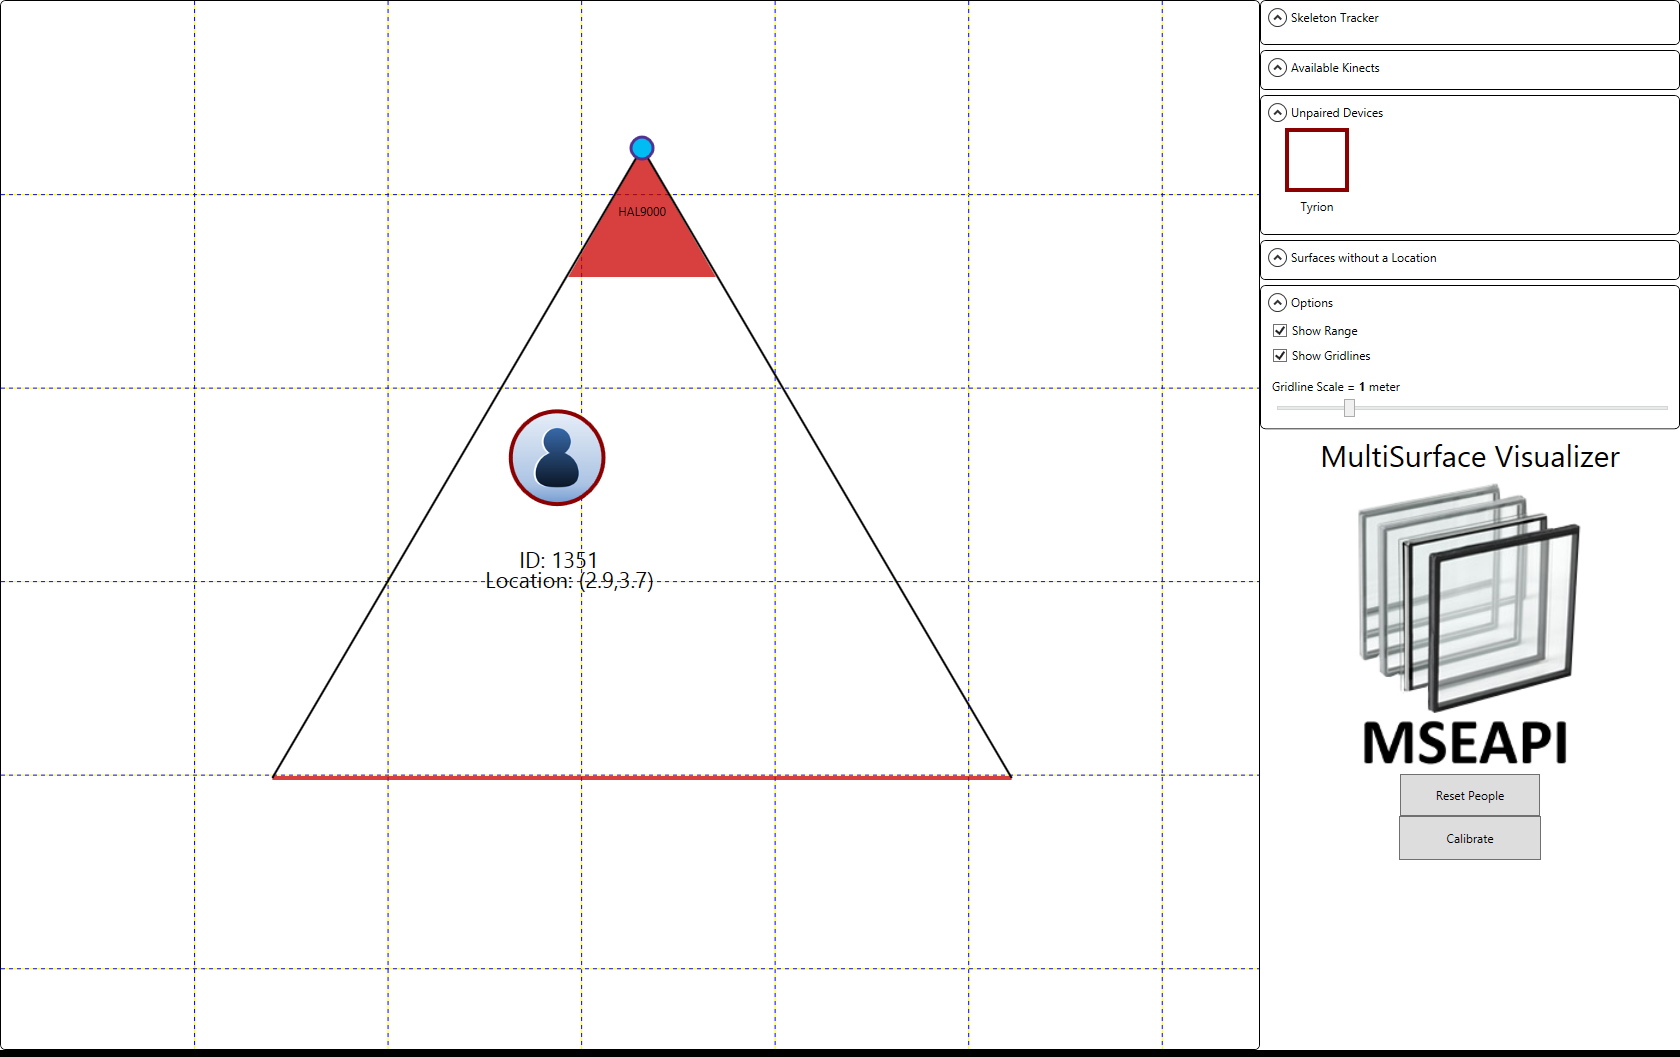 HAL9000
ID: 1351
Location: (2.9,3.7)
Skeleton Tracker
Available Kinects
Unpaired Devices
Tyrion
Surfaces without a Location
Options
Show Range
Show Gridlines
Gridline Scale = 1 meter
MultiSurface Visualizer
MSEAPI
Reset People
Calibrate